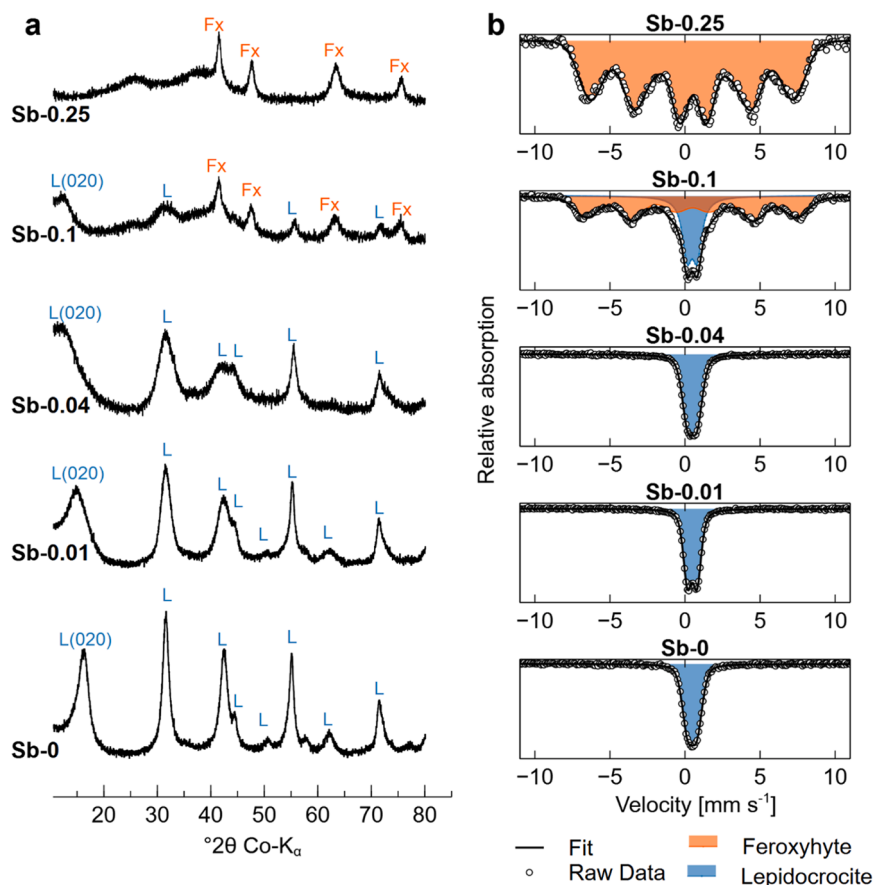 a
Sb-0.25
Fx
Fx
Fx
Fx
Sb-0.1
L(020)
L
Fx
Fx
L
Fx
L
Fx
Sb-0.04
L(020)
L
L
L
L
L
Sb-0.01
L(020)
L
L
L
L
L
L
L
Sb-0
L(020)
L
L
L
L
L
L
L
20 30 40 50 60 70 80
°2θ Co-Kα
b
Relative absorption
Sb-0.25
−10 −5 0 5 10
Sb-0.1
−10 −5 0 5 10
Sb-0.04
−10 −5 0 5 10
Sb-0.01
−10 −5 0 5 10
Sb-0
−10 −5 0 5 10
Velocity [mm s⁻¹]
Fit
Feroxyhyte
Raw Data
Lepidocrocite